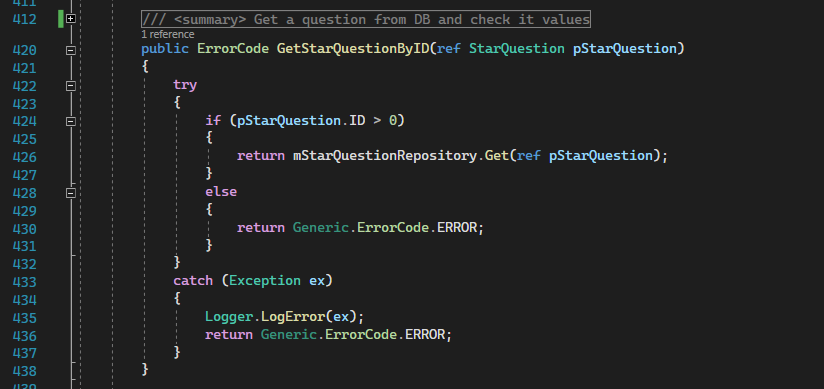 411
412 /// <summary> Get a question from DB and check it values
1 reference
420 public ErrorCode GetStarQuestionByID(ref StarQuestion pStarQuestion)
421 {
422 try
423 {
424 if (pStarQuestion.ID > 0)
425 {
426 return mStarQuestionRepository.Get(ref pStarQuestion);
427 }
428 else
429 {
430 return Generic.ErrorCode.ERROR;
431 }
432 }
433 catch (Exception ex)
434 {
435 Logger.LogError(ex);
436 return Generic.ErrorCode.ERROR;
437 }
438 }
439